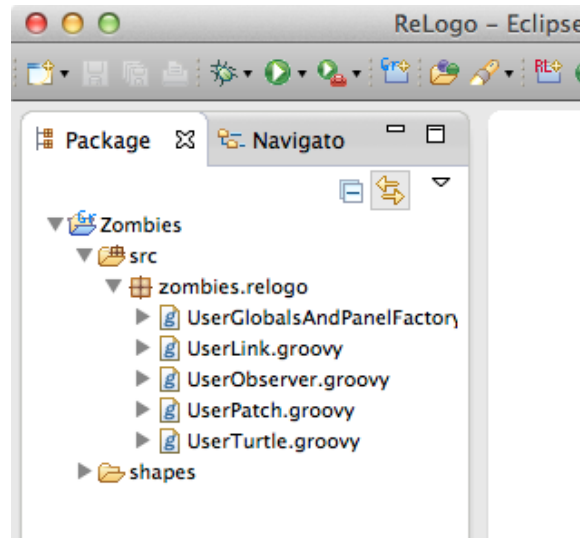 ReLogo – Eclipse
Package Navigato
Zombies
src
zombies.relogo
UserGlobalsAndPanelFactory
UserLink.groovy
UserObserver.groovy
UserPatch.groovy
UserTurtle.groovy
shapes